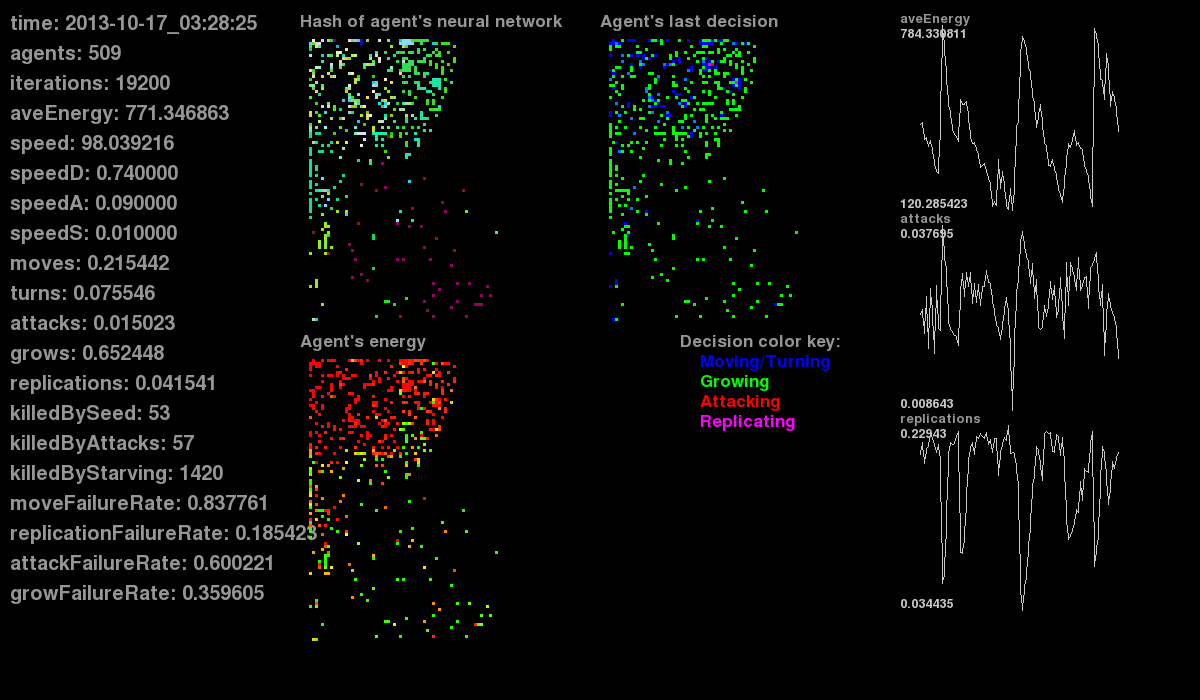 time: 2013-10-17_03:28:25
agents: 509
iterations: 19200
aveEnergy: 771.346863
speed: 98.039216
speedD: 0.740000
speedA: 0.090000
speedS: 0.010000
moves: 0.215442
turns: 0.075546
attacks: 0.015023
grows: 0.652448
replications: 0.041541
killedBySeed: 53
killedByAttacks: 57
killedByStarving: 1420
moveFailureRate: 0.837761
replicationFailureRate: 0.185423
attackFailureRate: 0.600221
growFailureRate: 0.359605
Hash of agent's neural network
Agent's last decision
Agent's energy
Decision color key:
Moving/Turning
Growing
Attacking
Replicating
aveEnergy
784.330811
120.285423
attacks
0.037695
0.008643
replications
0.22943
0.034435